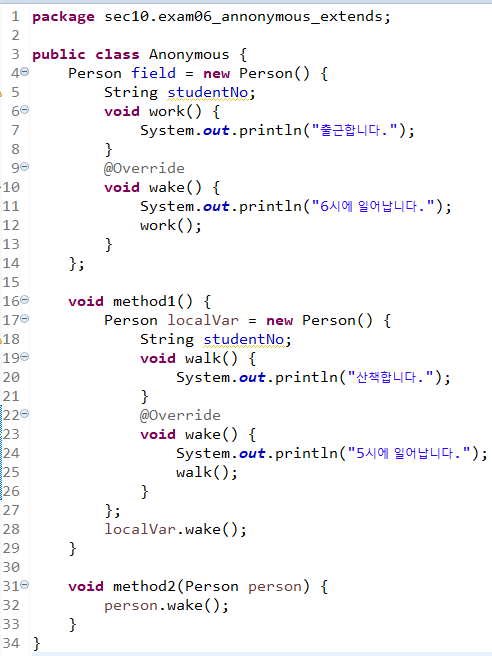 1 package sec10.exam06_annonymous_extends;
2
3 public class Anonymous {
4 Person field = new Person() {
5 String studentNo;
6 void work() {
7 System.out.println("출근합니다.");
8 }
9 @Override
10 void wake() {
11 System.out.println("6시에 일어납니다.");
12 work();
13 }
14 };
15
16 void method1() {
17 Person localVar = new Person() {
18 String studentNo;
19 void walk() {
20 System.out.println("산책합니다.");
21 }
22 @Override
23 void wake() {
24 System.out.println("5시에 일어납니다.");
25 walk();
26 }
27 };
28 localVar.wake();
29 }
30
31 void method2(Person person) {
32 person.wake();
33 }
34 }